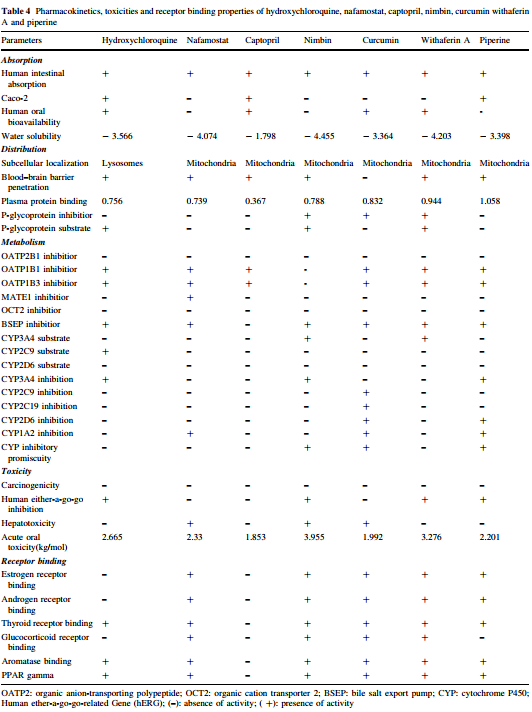 Table 4 Pharmacokinetics, toxicities and receptor binding properties of hydroxychloroquine, nafamostat, captopril, nimbin, curcumin withaferin
A and piperine
Parameters Hydroxychloroquine Nafamostat Captopril Nimbin Curcumin Withaferin A Piperine
Absorption
Human intestinal + + + + + + +
absorption
Caco-2 + – + – – – +
Human oral + – + – + + -
bioavailability
Water solubility − 3.566 − 4.074 − 1.798 − 4.455 − 3.364 − 4.203 − 3.398
Distribution
Subcellular localization Lysosomes Mitochondria Mitochondria Mitochondria Mitochondria Mitochondria Mitochondria
Blood–brain barrier + + + + – + +
penetration
Plasma protein binding 0.756 0.739 0.367 0.788 0.832 0.944 1.058
P-glycoprotein inhibitior – – – + + + –
P-glycoprotein substrate + – – + – + –
Metabolism
OATP2B1 inhibitior – – – – – – –
OATP1B1 inhibitior + + + - + + +
OATP1B3 inhibitior + + + - + + +
MATE1 inhibitior – + – – – – –
OCT2 inhibitior – – – – – – –
BSEP inhibitior + + – + + + +
CYP3A4 substrate – – – + – + –
CYP2C9 substrate + – – – – – –
CYP2D6 substrate – – – – – – –
CYP3A4 inhibition + – – + – – +
CYP2C9 inhibition – – – – + – –
CYP2C19 inhibition – – – – + – –
CYP2D6 inhibition – – – – + – +
CYP1A2 inhibition – + – – + – +
CYP inhibitory – – – + + – +
promiscuity
Toxicity
Carcinogenicity – – – – – – –
Human either-a-go-go + – – + – + +
inhibition
Hepatotoxicity – + – + + – –
Acute oral 2.665 2.33 1.853 3.955 1.992 3.276 2.201
toxicity(kg/mol)
Receptor binding
Estrogen receptor – + – + + + +
binding
Androgen receptor – + – + + + +
binding
Thyroid receptor binding + + – + + + +
Glucocorticoid receptor – + – + + + –
binding
Aromatase binding + + – + + + +
PPAR gamma + + – + + + +
OATP2: organic anion-transporting polypeptide; OCT2: organic cation transporter 2; BSEP: bile salt export pump; CYP: cytochrome P450;
Human ether-a-go-go-related Gene (hERG); (–): absence of activity; ( +): presence of activity